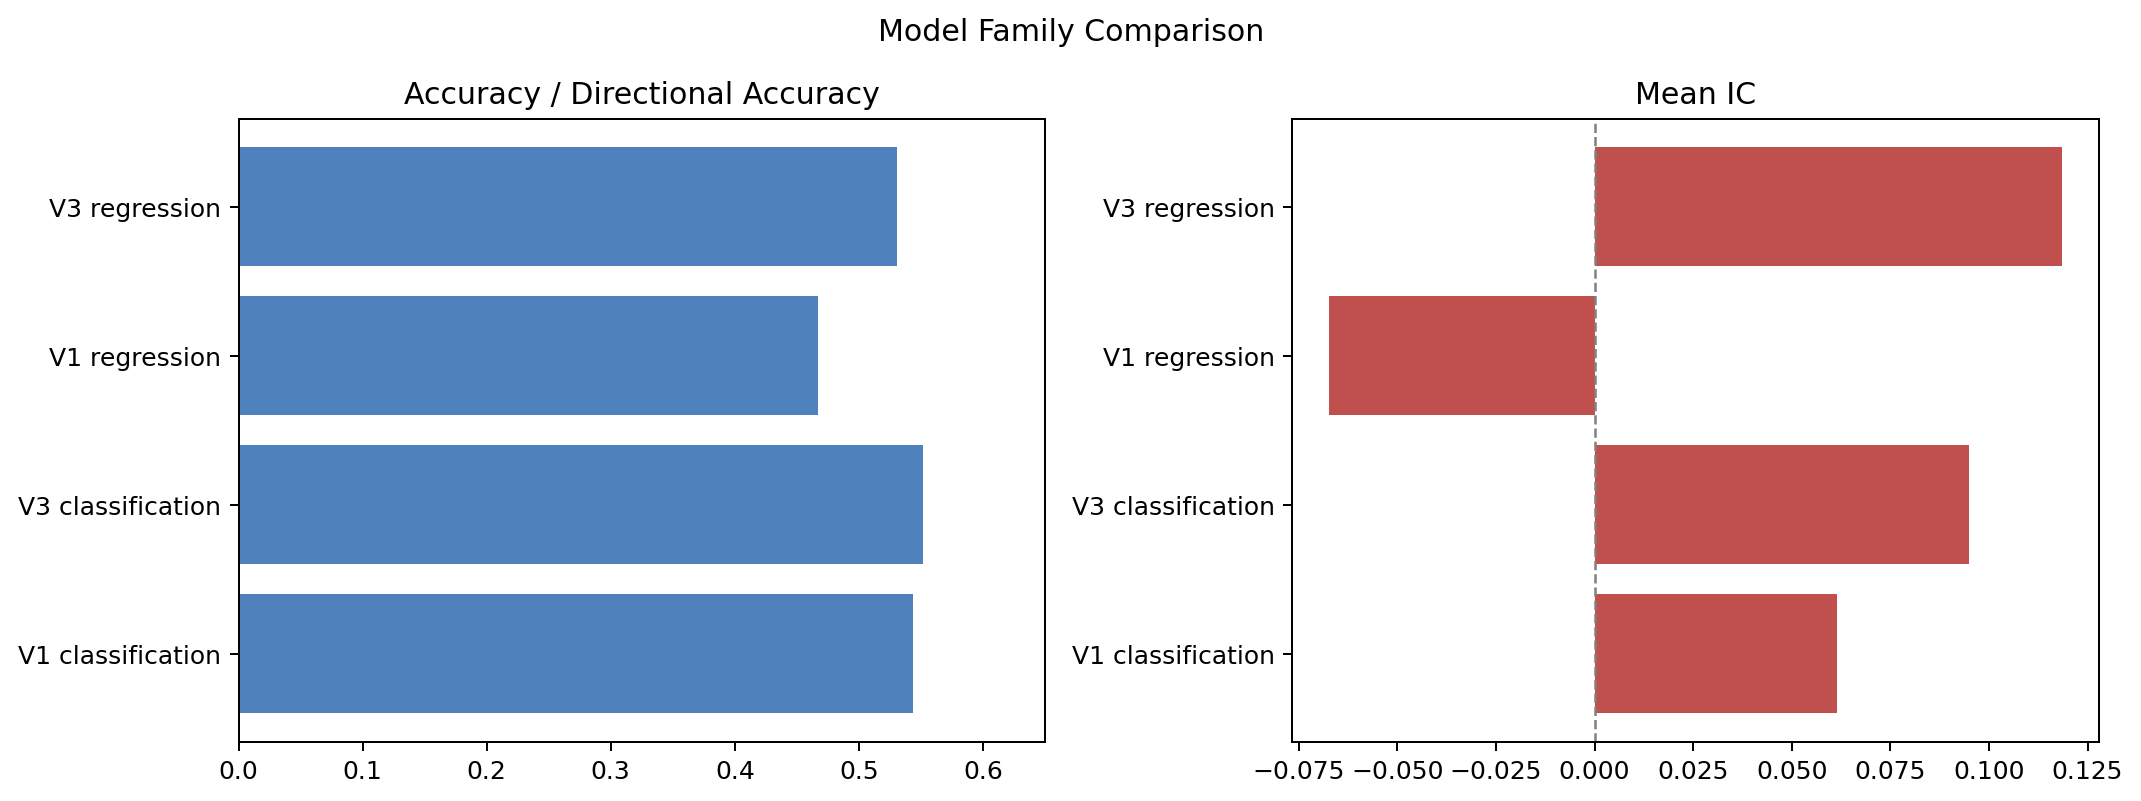 Model Family Comparison
Accuracy / Directional Accuracy
V3 regression
V1 regression
V3 classification
V1 classification
0.0 0.1 0.2 0.3 0.4 0.5 0.6
Mean IC
V3 regression
V1 regression
V3 classification
V1 classification
−0.075 −0.050 −0.025 0.000 0.025 0.050 0.075 0.100 0.125